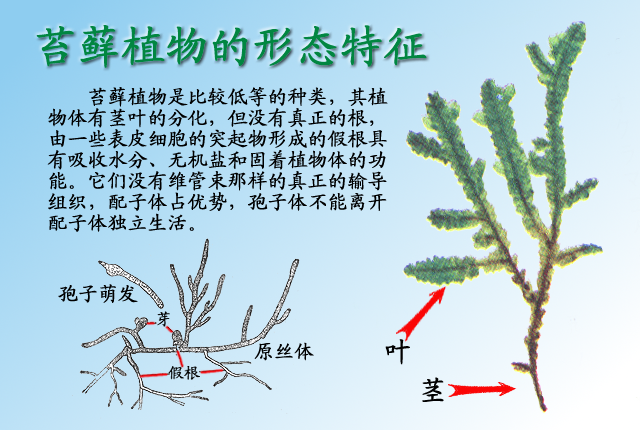 苔藓植物的形态特征
苔藓植物是比较低等的种类，其植
物体有茎叶的分化，但没有真正的根，
由一些表皮细胞的突起物形成的假根具
有吸收水分、无机盐和固着植物体的功
能。它们没有维管束那样的真正的输导
组织，配子体占优势，孢子体不能离开
配子体独立生活。
孢子萌发
芽
原丝体
假根
叶
茎